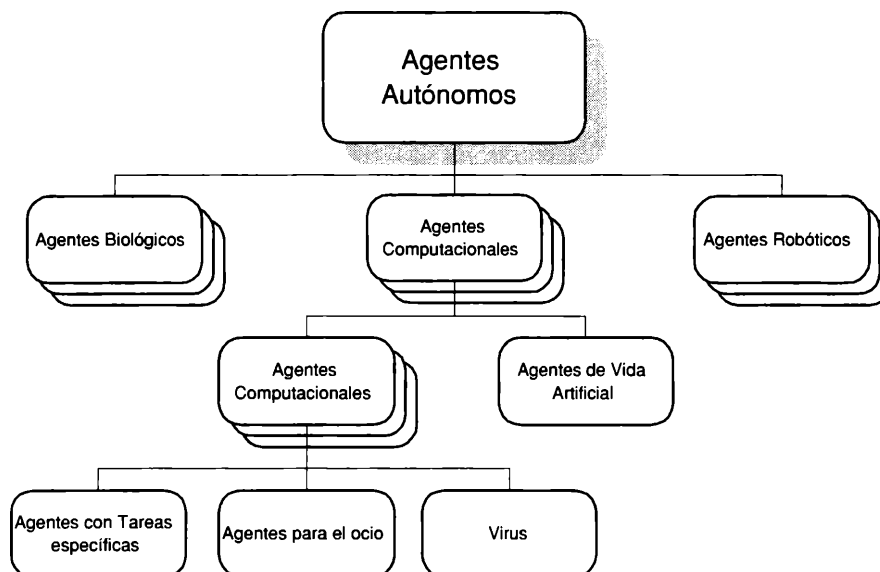 Agentes
Autónomos
Agentes Biológicos
Agentes
Computacionales
Agentes Robóticos
Agentes
Computacionales
Agentes de Vida
Artificial
Agentes con Tareas
específicas
Agentes para el ocio
Virus